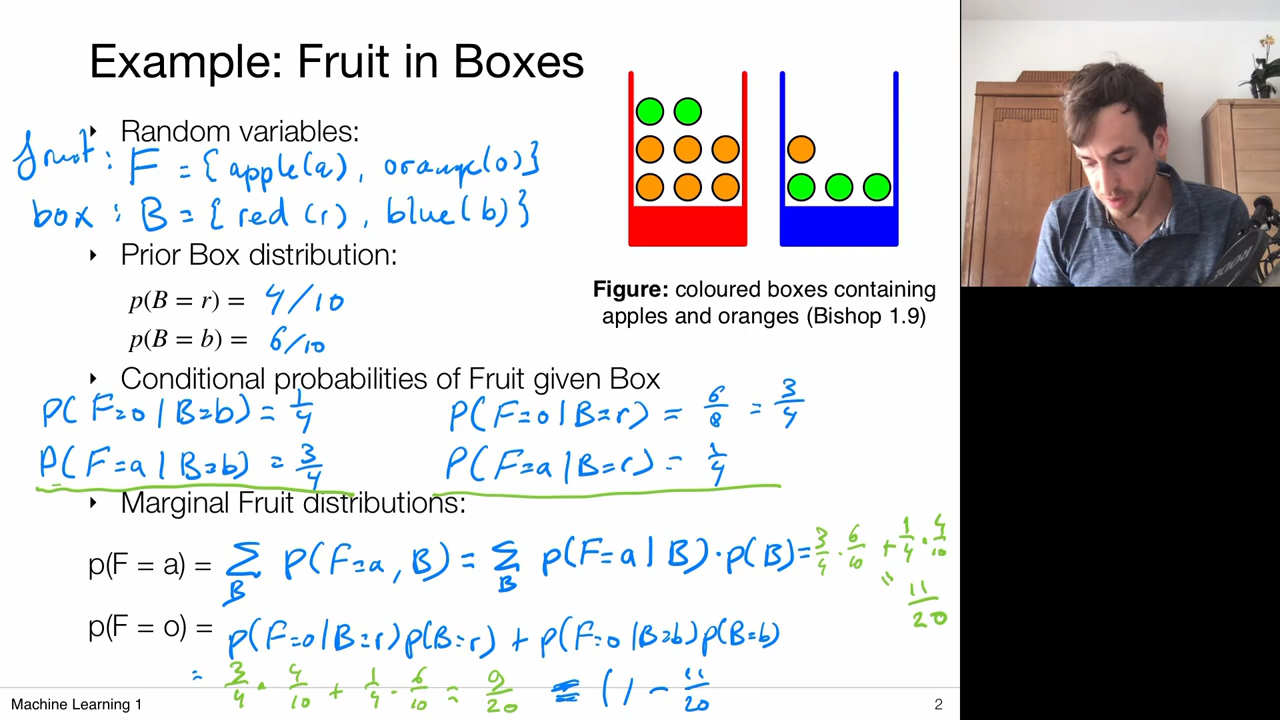 Example: Fruit in Boxes
‣ Random variables:
fruit : F = { apple(a), orange(o)}
box : B = { red (r), blue(b) }
‣ Prior Box distribution:
p(B = r) = 4/10
p(B = b) = 6/10
Figure: coloured boxes containing
apples and oranges (Bishop 1.9)
‣ Conditional probabilities of Fruit given Box
P(F=o | B=b) = 1/4
P(F=o | B=r) = 6/8 = 3/4
P(F=a | B=b) = 3/4
P(F=a | B=r) = 1/4
‣ Marginal Fruit distributions:
p(F = a) = Σ_B P(F=a, B) = Σ_B p(F=a | B) · p(B) = 3/4 · 6/10 + 1/4 · 4/10
= 11/20
p(F = o) = p(F=o | B=r) p(B=r) + p(F=o | B=b) p(B=b)
= 3/4 · 4/10 + 1/4 · 6/10 = 9/20 = (1 - 11/20
Machine Learning 1
2